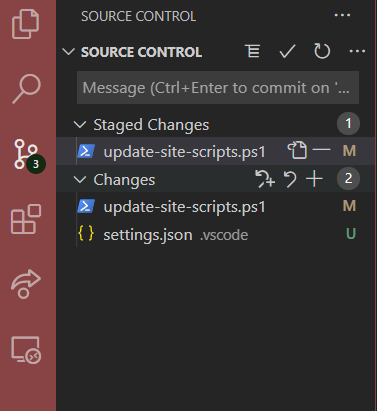 SOURCE CONTROL ...
SOURCE CONTROL ...
Message (Ctrl+Enter to commit on '...
Staged Changes 1
update-site-scripts.ps1 M
3
Changes 2
update-site-scripts.ps1 M
{} settings.json .vscode U